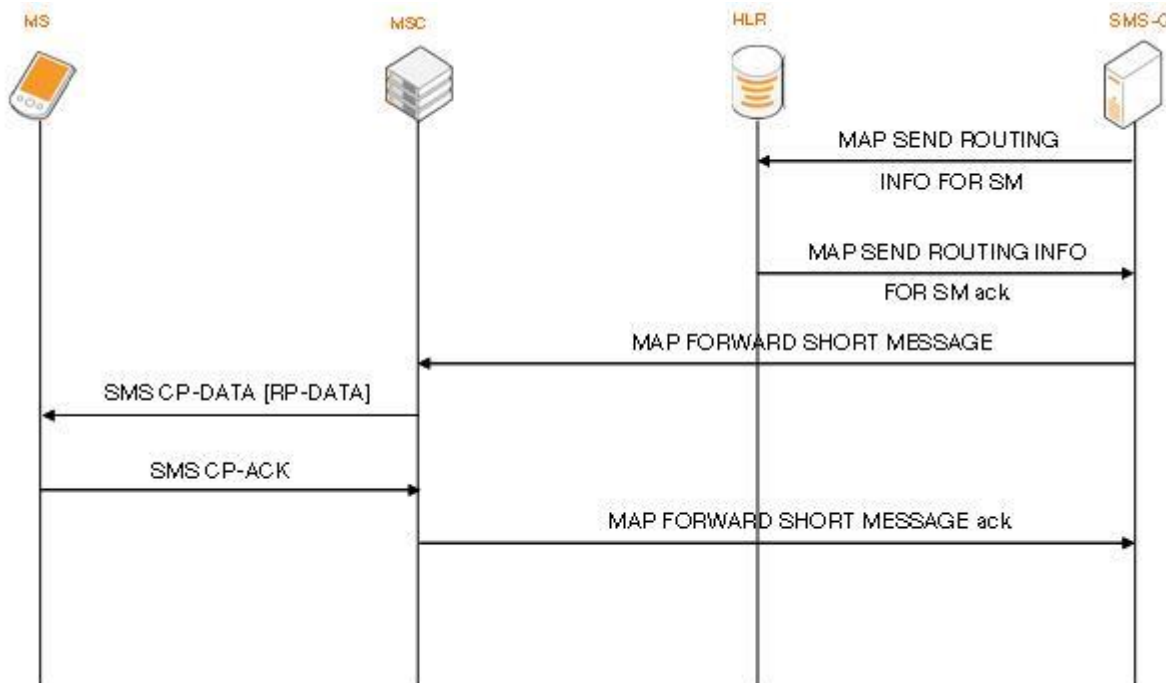 MS
MSC
HLR
SMS-C
MAP SEND ROUTING
INFO FOR SM
MAP SEND ROUTING INFO
FOR SM ack
MAP FORWARD SHORT MESSAGE
SMS CP-DATA [RP-DATA]
SMS CP-ACK
MAP FORWARD SHORT MESSAGE ack